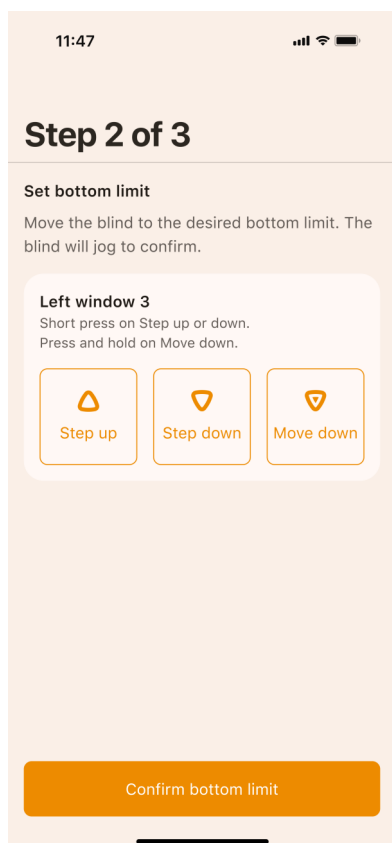 11:47
Step 2 of 3
Set bottom limit
Move the blind to the desired bottom limit. The
blind will jog to confirm.
Left window 3
Short press on Step up or down.
Press and hold on Move down.
Step up
Step down
Move down
Confirm bottom limit